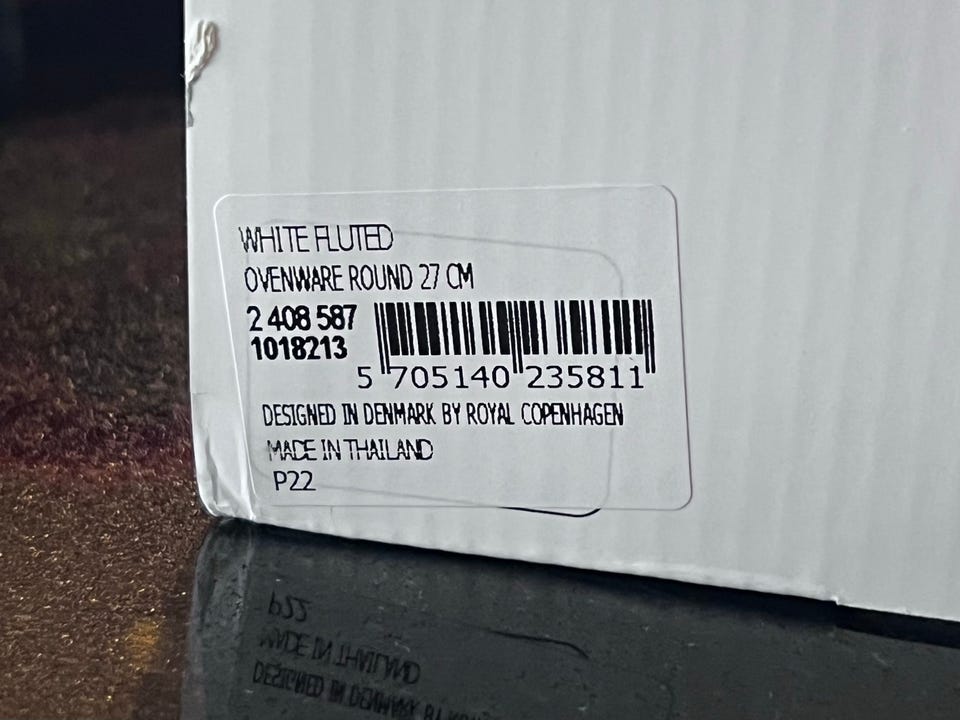 WHITE FLUTED
OVENWARE ROUND 27 CM
2 408 587
1018213
5 705140 235811
DESIGNED IN DENMARK BY ROYAL COPENHAGEN
MADE IN THAILAND
P22